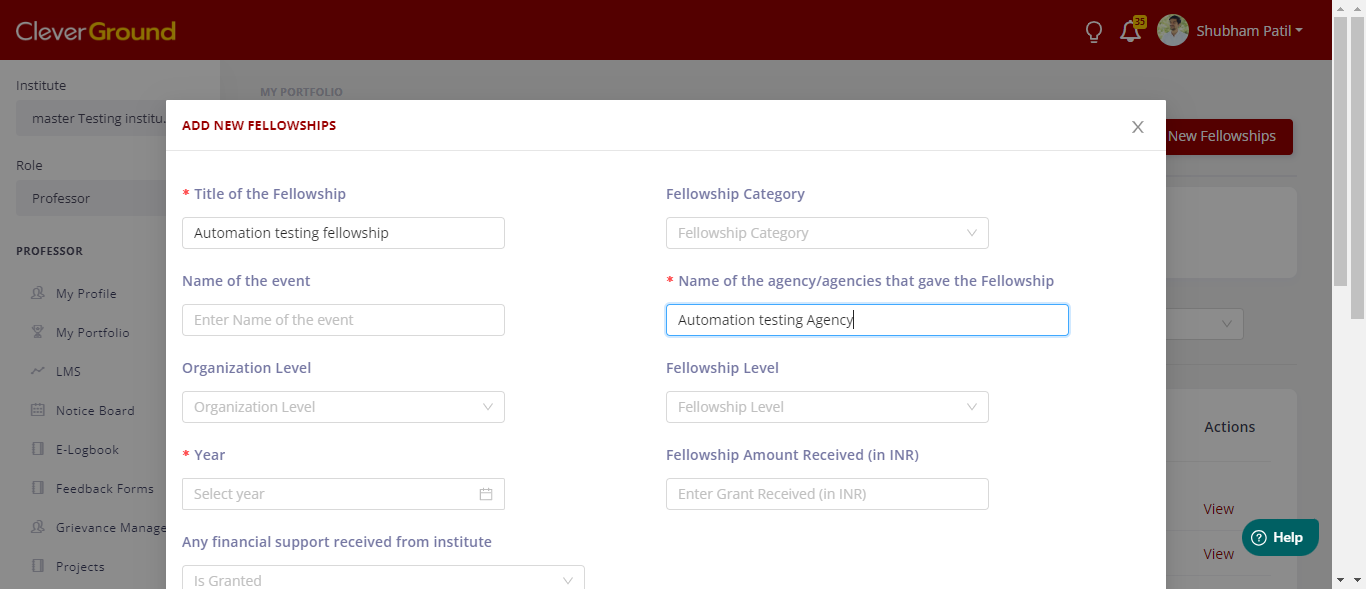 CleverGround
35
Shubham Patil
Institute
master Testing institu.
Role
Professor
PROFESSOR
My Profile
My Portfolio
LMS
Notice Board
E-Logbook
Feedback Forms
Grievance Manage
Projects
MY PORTFOLIO
New Fellowships
ADD NEW FELLOWSHIPS
* Title of the Fellowship
Automation testing fellowship
Fellowship Category
Fellowship Category
Name of the event
Enter Name of the event
* Name of the agency/agencies that gave the Fellowship
Automation testing Agency
Organization Level
Organization Level
Fellowship Level
Fellowship Level
* Year
Select year
Fellowship Amount Received (in INR)
Enter Grant Received (in INR)
Any financial support received from institute
Is Granted
Actions
View
View
Help